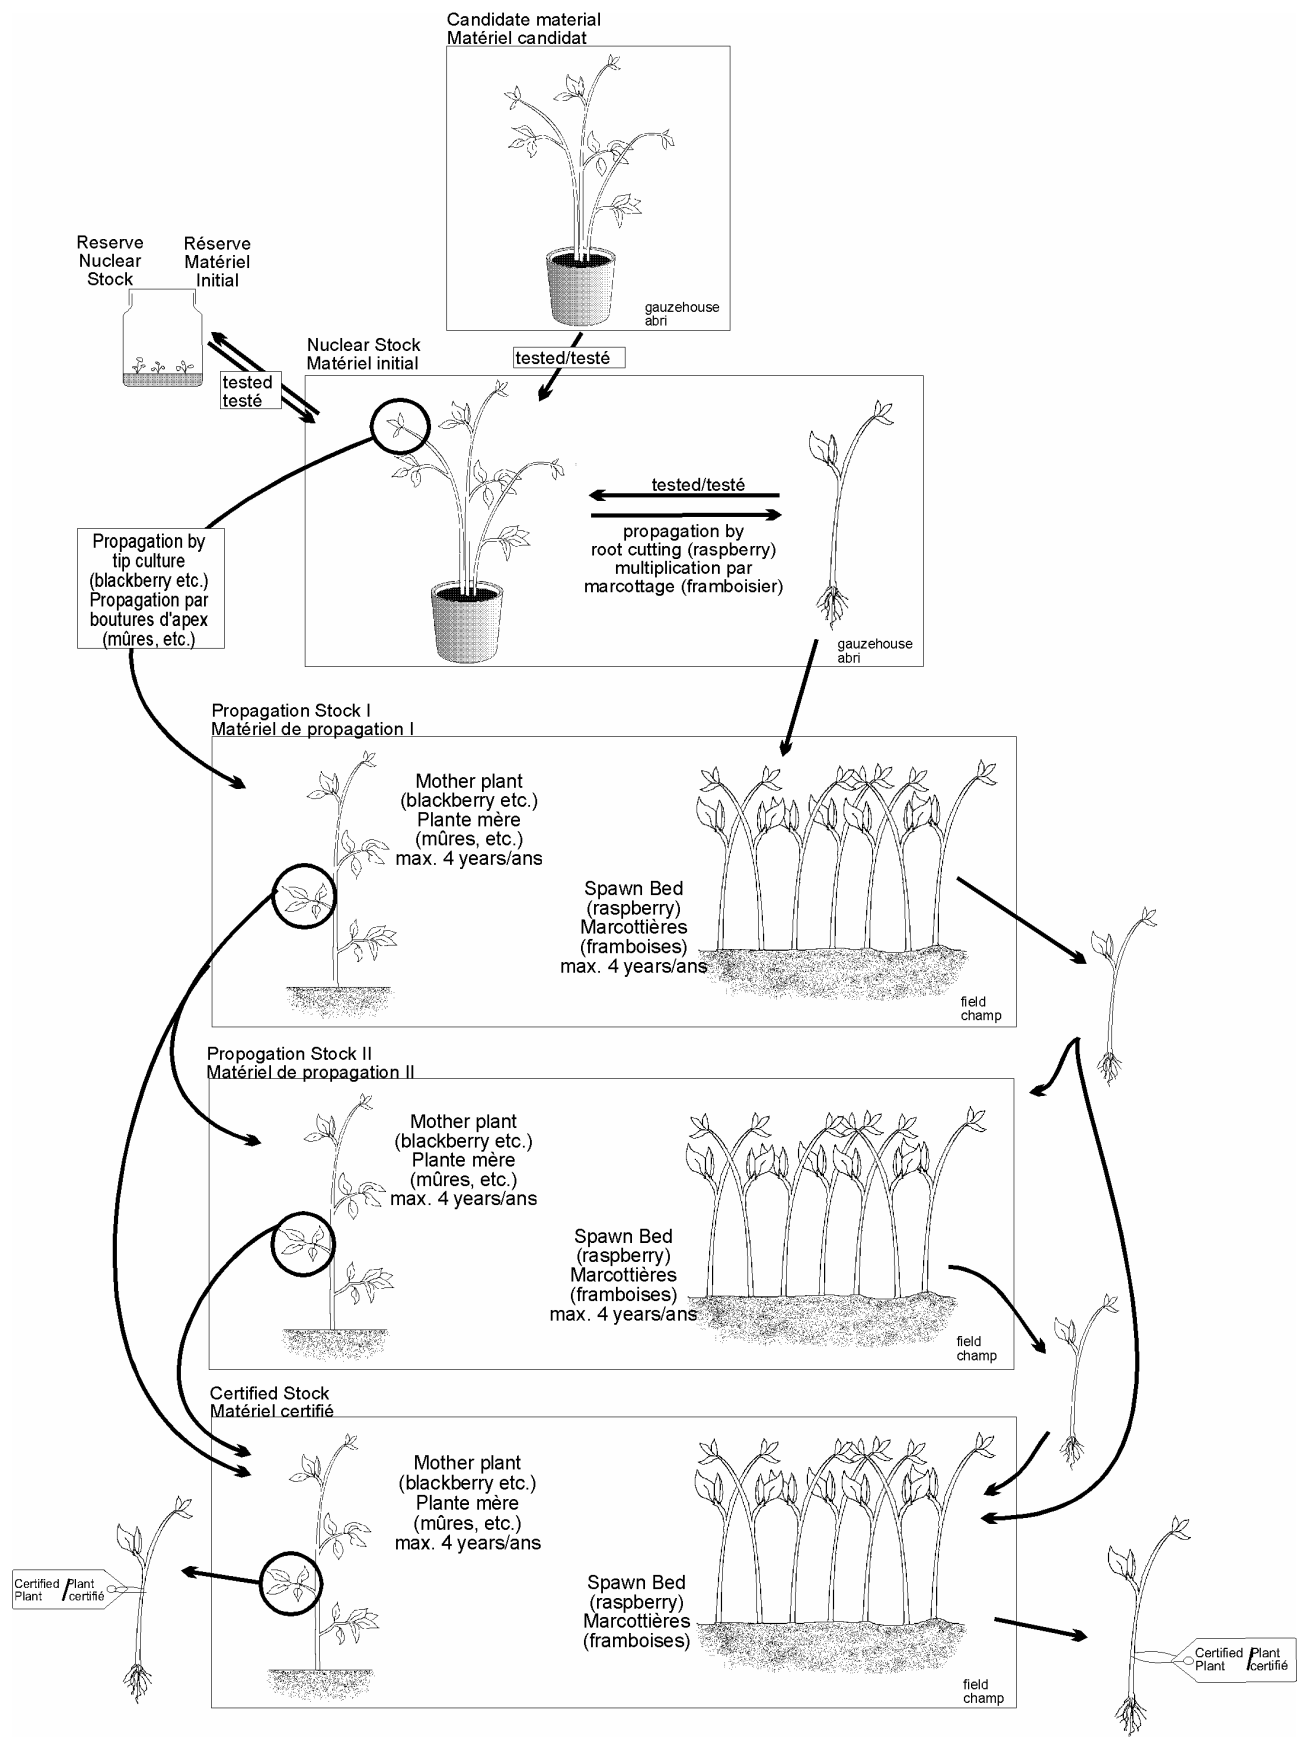 Candidate material
Matériel candidat
gauzehouse
abri
Reserve
Nuclear
Stock
Réserve
Matériel
Initial
tested/testé
Nuclear Stock
Matériel initial
tested
testé
tested/testé
propagation by
root cutting (raspberry)
multiplication par
marcottage (framboisier)
gauzehouse
abri
Propagation by
tip culture
(blackberry etc.)
Propagation par
boutures d'apex
(mûres, etc.)
Propagation Stock I
Matériel de propagation I
Mother plant
(blackberry etc.)
Plante mère
(mûres, etc.)
max. 4 years/ans
Spawn Bed
(raspberry)
Marcottières
(framboises)
max. 4 years/ans
field
champ
Propogation Stock II
Matériel de propagation II
Mother plant
(blackberry etc.)
Plante mère
(mûres, etc.)
max. 4 years/ans
Spawn Bed
(raspberry)
Marcottières
(framboises)
max. 4 years/ans
field
champ
Certified Stock
Matériel certifié
Mother plant
(blackberry etc.)
Plante mère
(mûres, etc.)
max. 4 years/ans
Spawn Bed
(raspberry)
Marcottières
(framboises)
field
champ
Certified / Plant
Plant / certifié
Certified / Plant
Plant / certifié